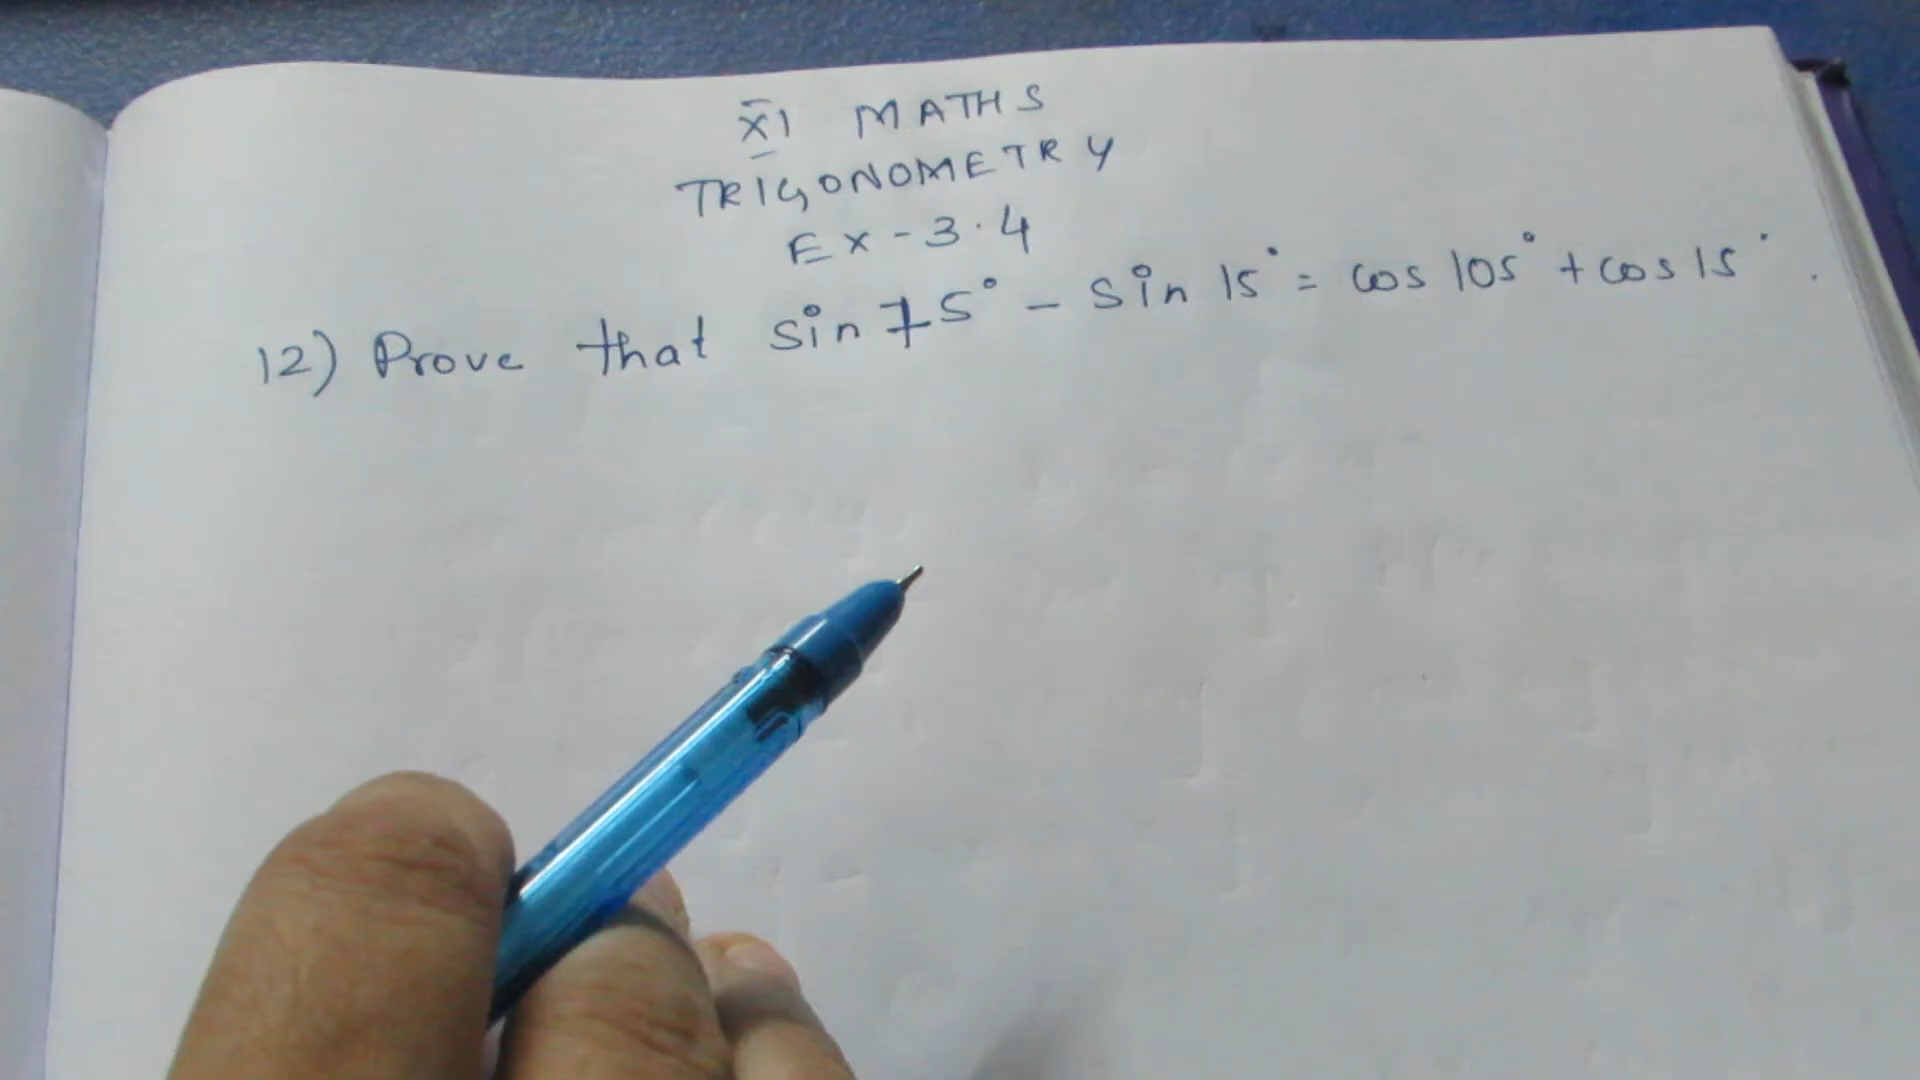 XI MATHS
TRIGONOMETRY
Ex - 3.4
12) Prove that sin 75° - sin 15° = cos 105° + cos 15°.